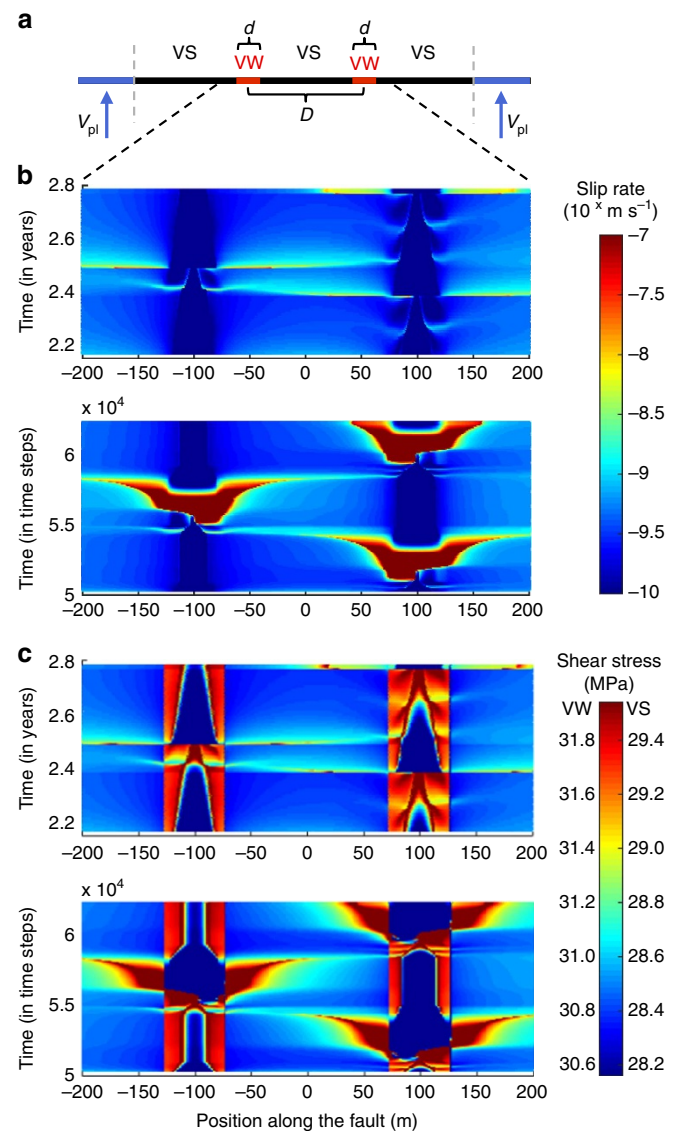 a
d d
VS VS VS
VW VW
D
V_pl V_pl
b
Slip rate
(10 ^x m s⁻¹)
Time (in years)
2.8
2.6
2.4
2.2
−200 −150 −100 −50 0 50 100 150 200
x 10⁴
Time (in time steps)
6
5.5
5
−200 −150 −100 −50 0 50 100 150 200
−7
−7.5
−8
−8.5
−9
−9.5
−10
c
Shear stress
(MPa)
VW VS
Time (in years)
2.8
2.6
2.4
2.2
−200 −150 −100 −50 0 50 100 150 200
x 10⁴
Time (in time steps)
6
5.5
5
−200 −150 −100 −50 0 50 100 150 200
Position along the fault (m)
31.8 29.4
31.6 29.2
31.4 29.0
31.2 28.8
31.0 28.6
30.8 28.4
30.6 28.2